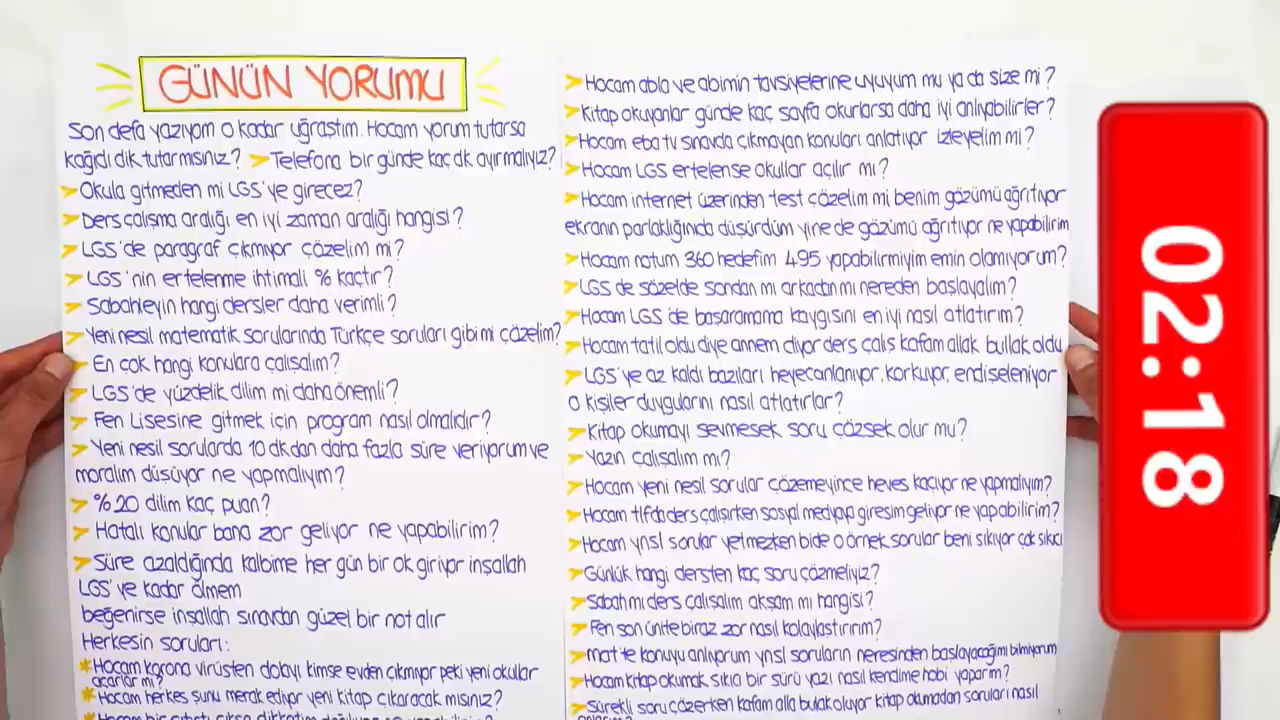 GÜNÜN YORUMU
Son defa yazıyom o kadar uğraştım. Hocam yorum tutarsa
kağıdı dik tutarmısınız? ➤Telefona bir günde kaç dk ayırmalıyız?
➤Okula gitmeden mi LGS'ye girecez?
➤Ders çalışma aralığı en iyi zaman aralığı hangisi?
➤LGS'de paragraf çıkmıyor çözelim mi?
➤LGS'nin ertelenme ihtimali % kaçtır?
➤Sabahleyin hangi dersler daha verimli?
➤Yeni nesil matematik sorularında Türkçe soruları gibi mi çözelim?
➤En çok hangi konulara çalışalım?
➤LGS'de yüzdelik dilim mi daha önemli?
➤Fen Lisesine gitmek için program nasıl olmalıdır?
➤Yeni nesil sorularda 10 dk dan daha fazla süre veriyorum ve
moralim düşüyor ne yapmalıyım?
➤%20 dilim kaç puan?
➤Hatalı konular bana zor geliyor ne yapabilirim?
➤Süre azaldığında kalbime her gün bir ok giriyor inşallah
LGS'ye kadar ölmem
beğenirse inşallah sınavdan güzel bir not alır
Herkesin soruları:
*Hocam korona virüsten dolayı kimse evden çıkmıyor peki yeni okullar
açarlar mı?
*Hocam herkes şunu merak ediyor yeni kitap çıkaracak mısınız?
➤Hocam abla ve abimin tavsiyelerine uyuyum mu ya da size mi?
➤Kitap okuyanlar günde kaç sayfa okurlarsa daha iyi anlıyabilirler?
➤Hocam eba tv sınavda çıkmayan konuları anlatıyor izleyelim mi?
➤Hocam LGS ertelense okullar açılır mı?
➤Hocam internet üzerinden test çözelim mi benim gözümü ağrıtıyor
ekranın parlaklığında düşürdüm yine de gözümü ağrıtıyor ne yapabilirim
➤Hocam notum 360 hedefim 495 yapabilirmiyim emin olamıyorum?
➤LGS de sözelde sondan mı arkadan mı nereden başlayalım?
➤Hocam LGS'de başaramama kaygısını en iyi nasıl atlatırım?
➤Hocam tatil oldu diye annem diyor ders çalış kafam allak bullak oldu
➤LGS'ye az kaldı bazıları heyecanlanıyor, korkuyor, endişeleniyor
o kişiler duygularını nasıl atlatırlar?
➤Kitap okumayı sevmesek soru çözsek olur mu?
➤Yazın çalışalım mı?
➤Hocam yeni nesil sorular çözemeyince heves kaçıyor ne yapmalıyım?
➤Hocam tlfda ders çalışırken sosyal medyaya giresim geliyor ne yapabilirim?
➤Hocam ynsl sorular yetmezken bide o örnek sorular beni sıkıyor çok sıkıcı
➤Günlük hangi dersten kaç soru çözmeliyiz?
➤Sabah mı ders çalışalım akşam mı hangisi?
➤Fen son ünite biraz zor nasıl kolaylaştırırım?
➤mat'te konuyu anlıyorum ynsl soruların neresinden başlayacağımı bilmiyorum
➤Hocam kitap okumak sıkıcı bir sürü yazı nasıl kendime hobi yaparım?
➤Sürekli soru çözerken kafam alla bulak oluyor kitap okumadan soruları nasıl
02:18